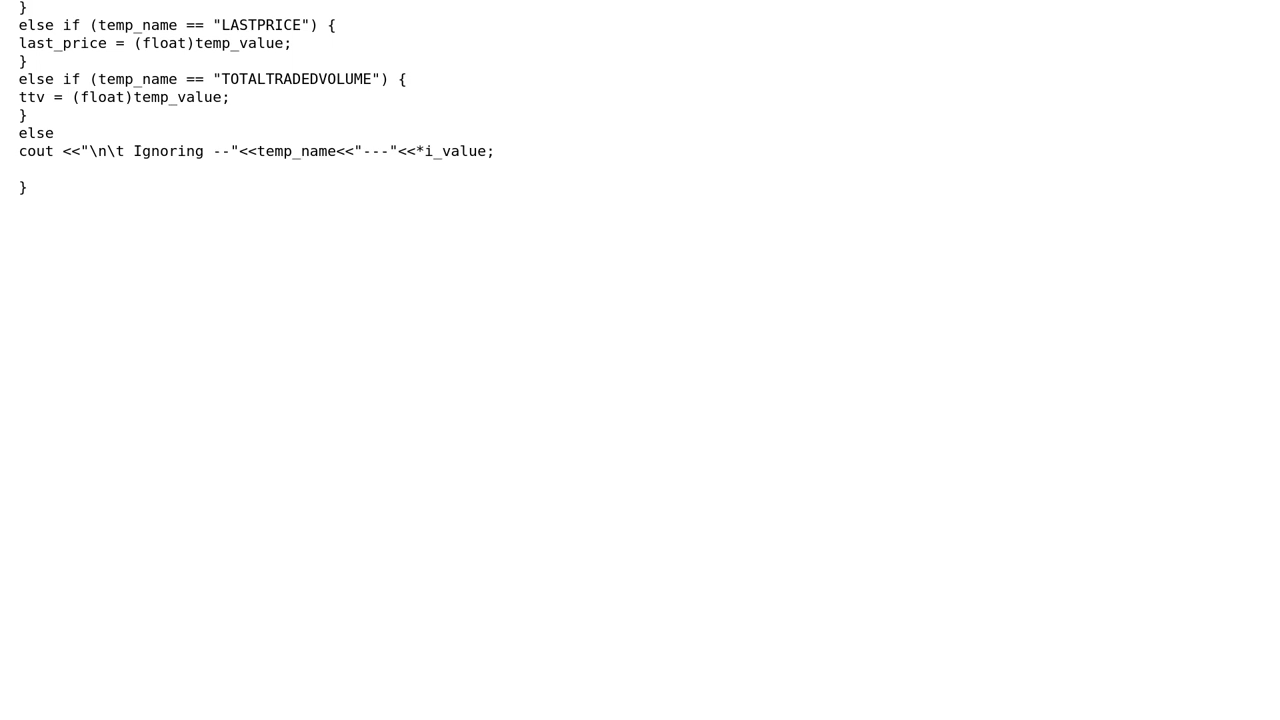 }
else if (temp_name == "LASTPRICE") {
last_price = (float)temp_value;
}
else if (temp_name == "TOTALTRADEDVOLUME") {
ttv = (float)temp_value;
}
else
cout <<"\n\t Ignoring --"<<temp_name<<"---"<<*i_value;

}